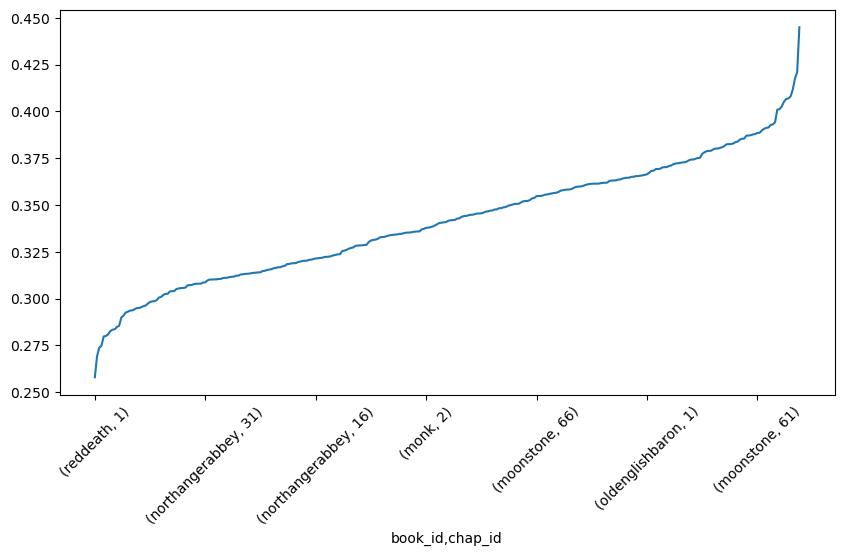 0.450
0.425
0.400
0.375
0.350
0.325
0.300
0.275
0.250
(reddeath, 1)
(northangerabbey, 31)
(northangerabbey, 16)
(monk, 2)
(moonstone, 66)
(oldenglishbaron, 1)
(moonstone, 61)
book_id,chap_id